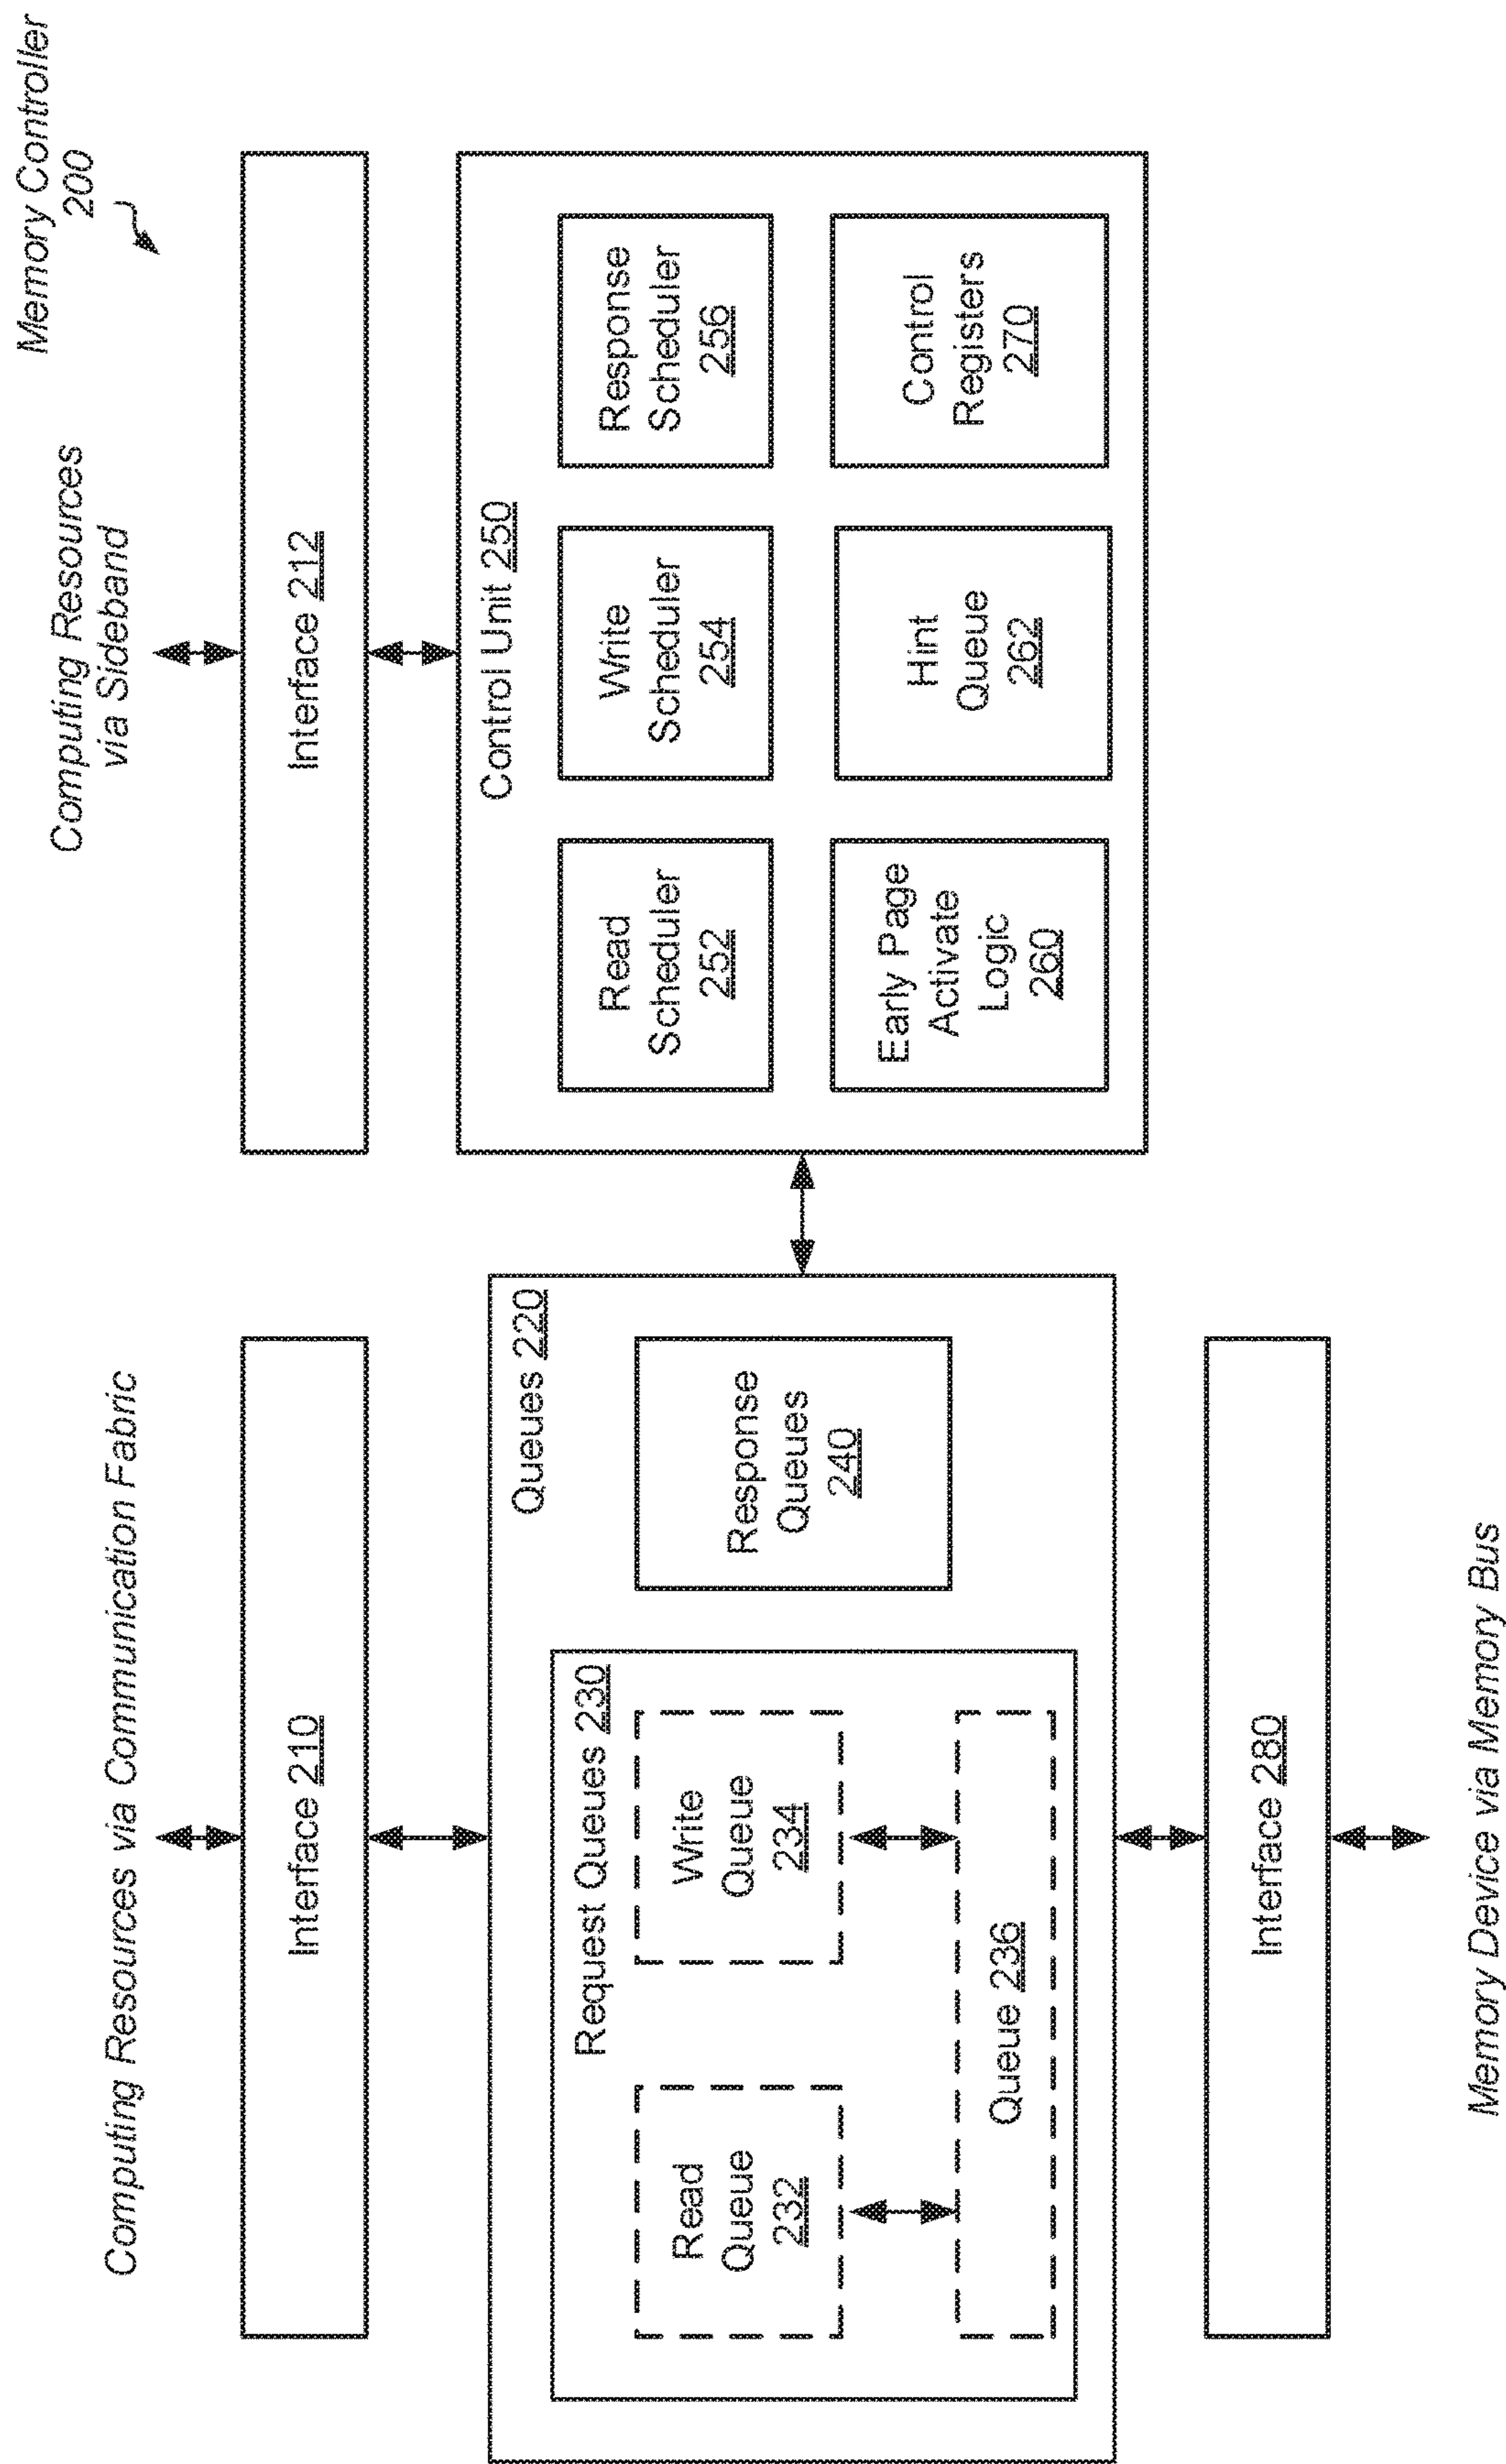 Memory Controller
200
Computing Resources via Communication Fabric
Computing Resources
via Sideband
Interface 210
Interface 212
Queues 220
Request Queues 230
Read
Queue
232
Write
Queue
234
Queue 236
Response
Queues
240
Control Unit 250
Read
Scheduler
252
Write
Scheduler
254
Response
Scheduler
256
Early Page
Activate
Logic
260
Hint
Queue
262
Control
Registers
270
Interface 280
Memory Device via Memory Bus